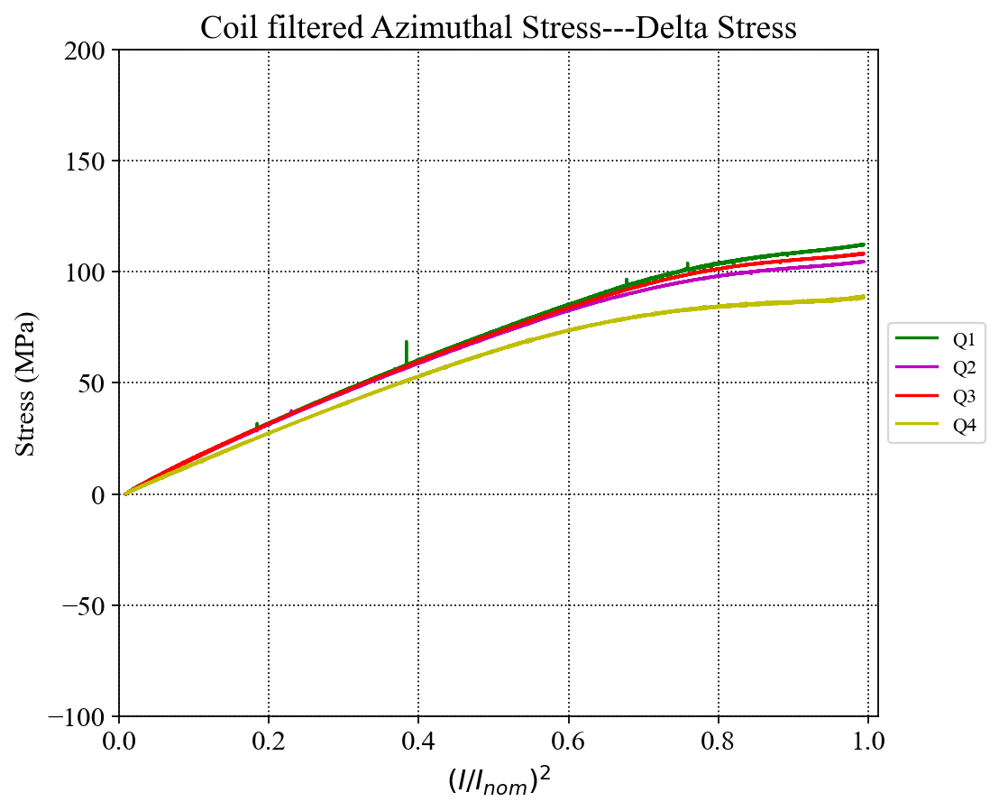 Coil filtered Azimuthal Stress---Delta Stress
200
150
100
50
0
−50
−100
Stress (MPa)
0.0 0.2 0.4 0.6 0.8 1.0
(I/I_nom)^2
Q1
Q2
Q3
Q4